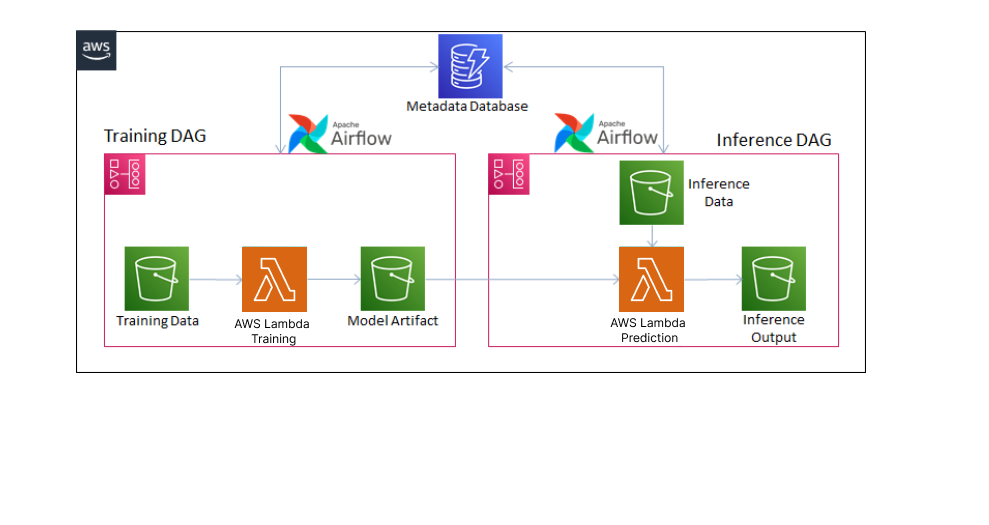 aws
Metadata Database
Training DAG
Apache
Airflow
Apache
Airflow
Inference DAG
Inference
Data
Training Data
AWS Lambda
Training
Model Artifact
AWS Lambda
Prediction
Inference
Output